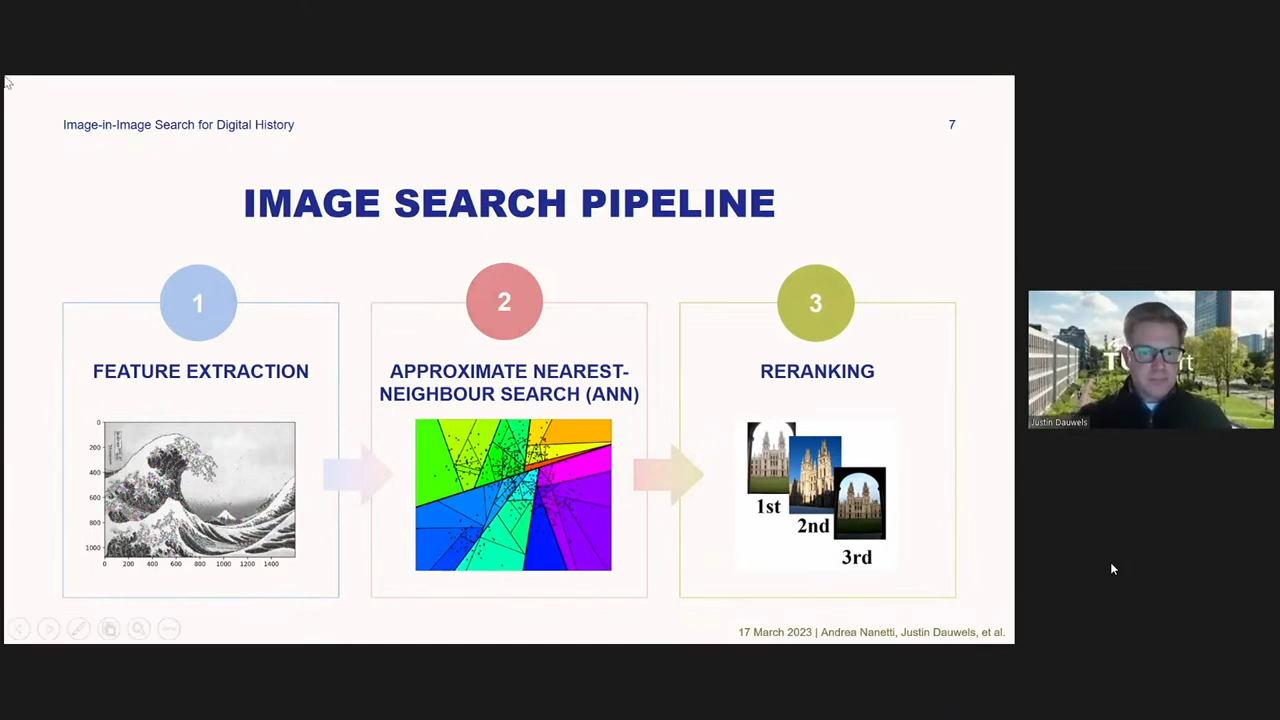 Image-in-Image Search for Digital History
7
IMAGE SEARCH PIPELINE
1
FEATURE EXTRACTION
0
200
400
600
800
1000
0 200 400 600 800 1000 1200 1400
2
APPROXIMATE NEAREST-
NEIGHBOUR SEARCH (ANN)
3
RERANKING
1st
2nd
3rd
17 March 2023 | Andrea Nanetti, Justin Dauwels, et al.
Justin Dauwels